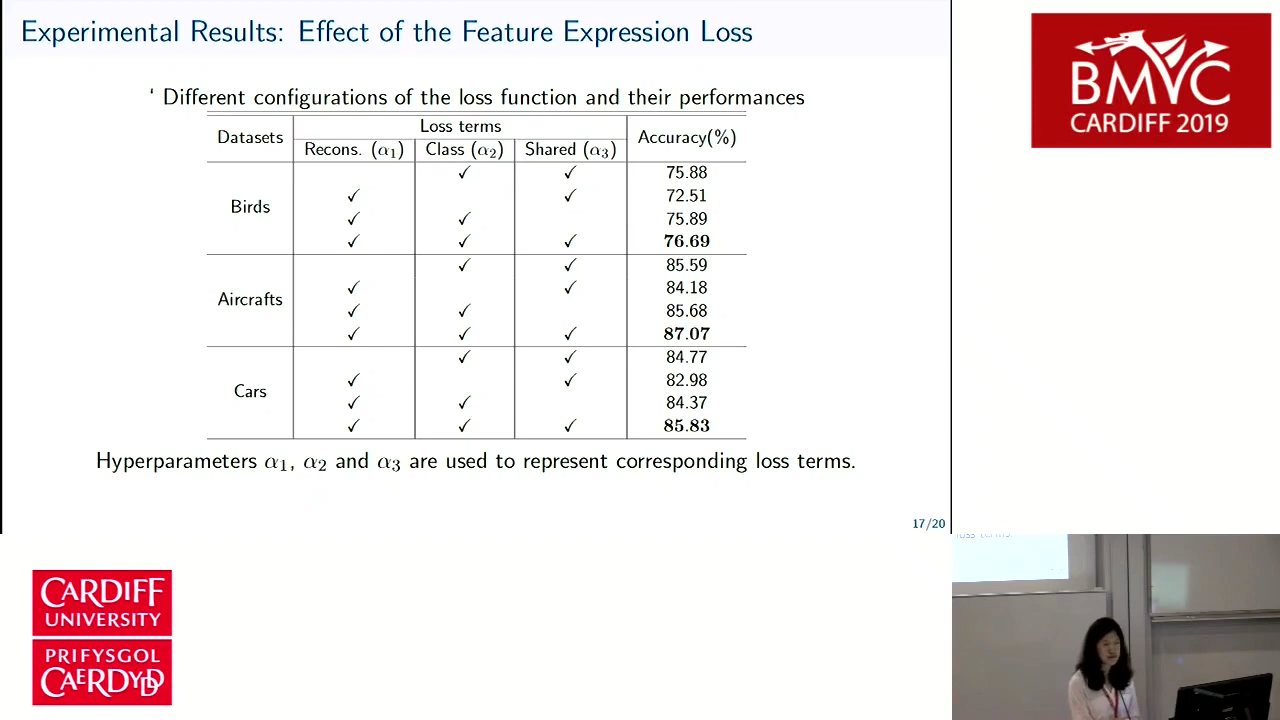 Experimental Results: Effect of the Feature Expression Loss
‘ Different configurations of the loss function and their performances
Datasets Loss terms Accuracy(%)
Recons. (α1) Class (α2) Shared (α3)
Birds
✓ ✓ 75.88
✓ ✓ 72.51
✓ ✓ 75.89
✓ ✓ ✓ 76.69
Aircrafts
✓ ✓ 85.59
✓ ✓ 84.18
✓ ✓ 85.68
✓ ✓ ✓ 87.07
Cars
✓ ✓ 84.77
✓ ✓ 82.98
✓ ✓ 84.37
✓ ✓ ✓ 85.83
Hyperparameters α1, α2 and α3 are used to represent corresponding loss terms.
17/20
BMVC
CARDIFF 2019
loss terms.
CARDIFF
UNIVERSITY
PRIFYSGOL
CAERDYDD